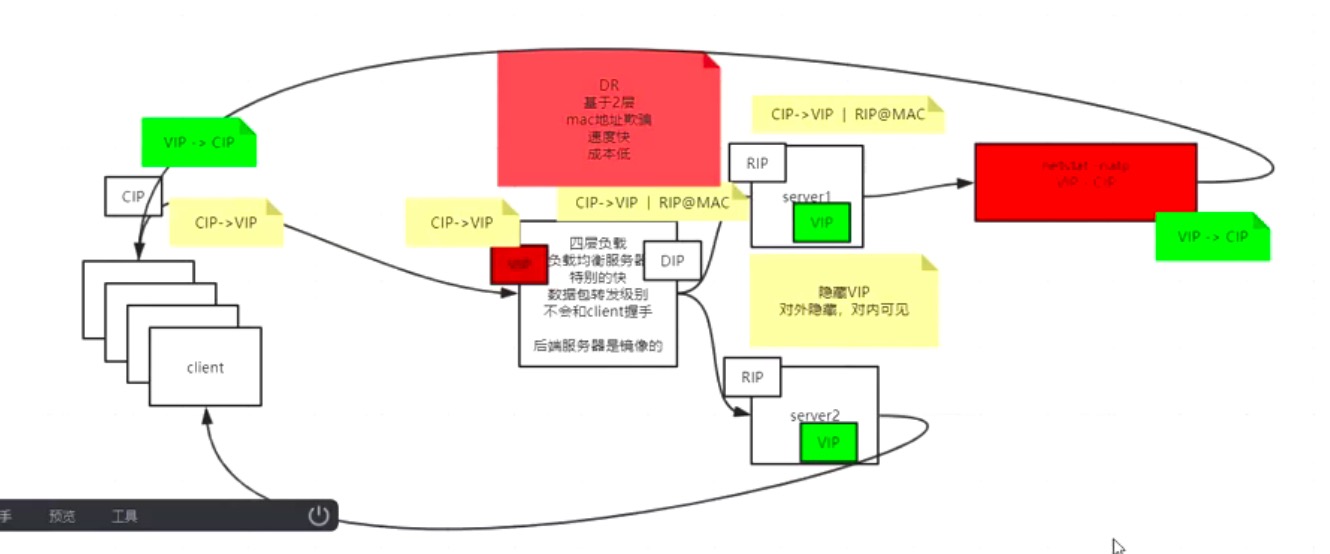 DR
基于2层
mac地址欺骗
速度快
成本低
CIP->VIP | RIP@MAC
VIP -> CIP
RIP
CIP
server1
VIP
CIP->VIP
CIP->VIP
CIP->VIP | RIP@MAC
VIP -> CIP
四层负载
负载均衡服务器
特别的快
数据包转发级别
不会和client握手
后端服务器是镜像的
DIP
隐藏VIP
对外隐藏，对内可见
client
RIP
server2
VIP
手 预览 工具